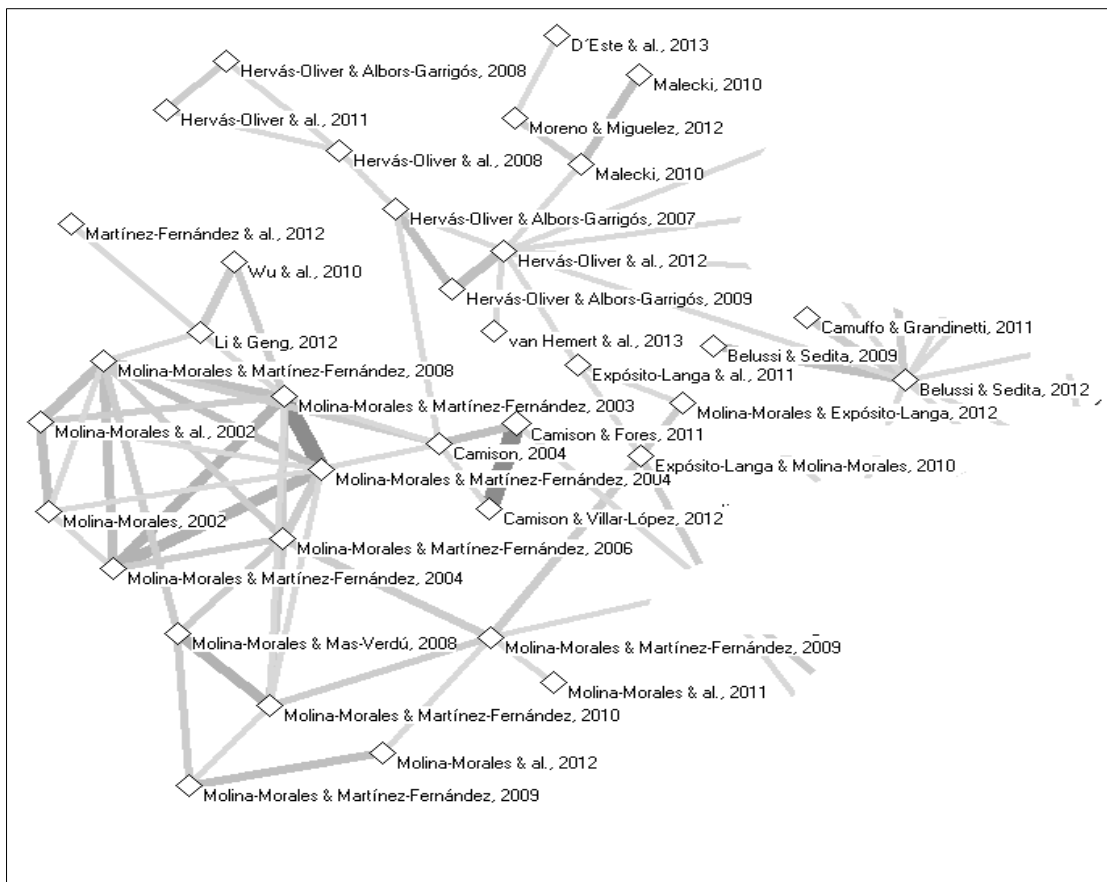 D´Este & al., 2013
Hervás-Oliver & Albors-Garrigós, 2008
Malecki, 2010
Hervás-Oliver & al., 2011
Moreno & Miguelez, 2012
Hervás-Oliver & al., 2008
Malecki, 2010
Hervás-Oliver & Albors-Garrigós, 2007
Martínez-Fernández & al., 2012
Hervás-Oliver & al., 2012
Wu & al., 2010
Hervás-Oliver & Albors-Garrigós, 2009
Camuffo & Grandinetti, 2011
Li & Geng, 2012
van Hemert & al., 2013
Belussi & Sedita, 2009
Molina-Morales & Martínez-Fernández, 2008
Expósito-Langa & al., 2011
Belussi & Sedita, 2012
Molina-Morales & Martínez-Fernández, 2003
Molina-Morales & Expósito-Langa, 2012
Molina-Morales & al., 2002
Camison & Fores, 2011
Camison, 2004
Expósito-Langa & Molina-Morales, 2010
Molina-Morales & Martínez-Fernández, 2004
Molina-Morales, 2002
Camison & Villar-López, 2012
Molina-Morales & Martínez-Fernández, 2006
Molina-Morales & Martínez-Fernández, 2004
Molina-Morales & Mas-Verdú, 2008
Molina-Morales & Martínez-Fernández, 2009
Molina-Morales & al., 2011
Molina-Morales & Martínez-Fernández, 2010
Molina-Morales & al., 2012
Molina-Morales & Martínez-Fernández, 2009